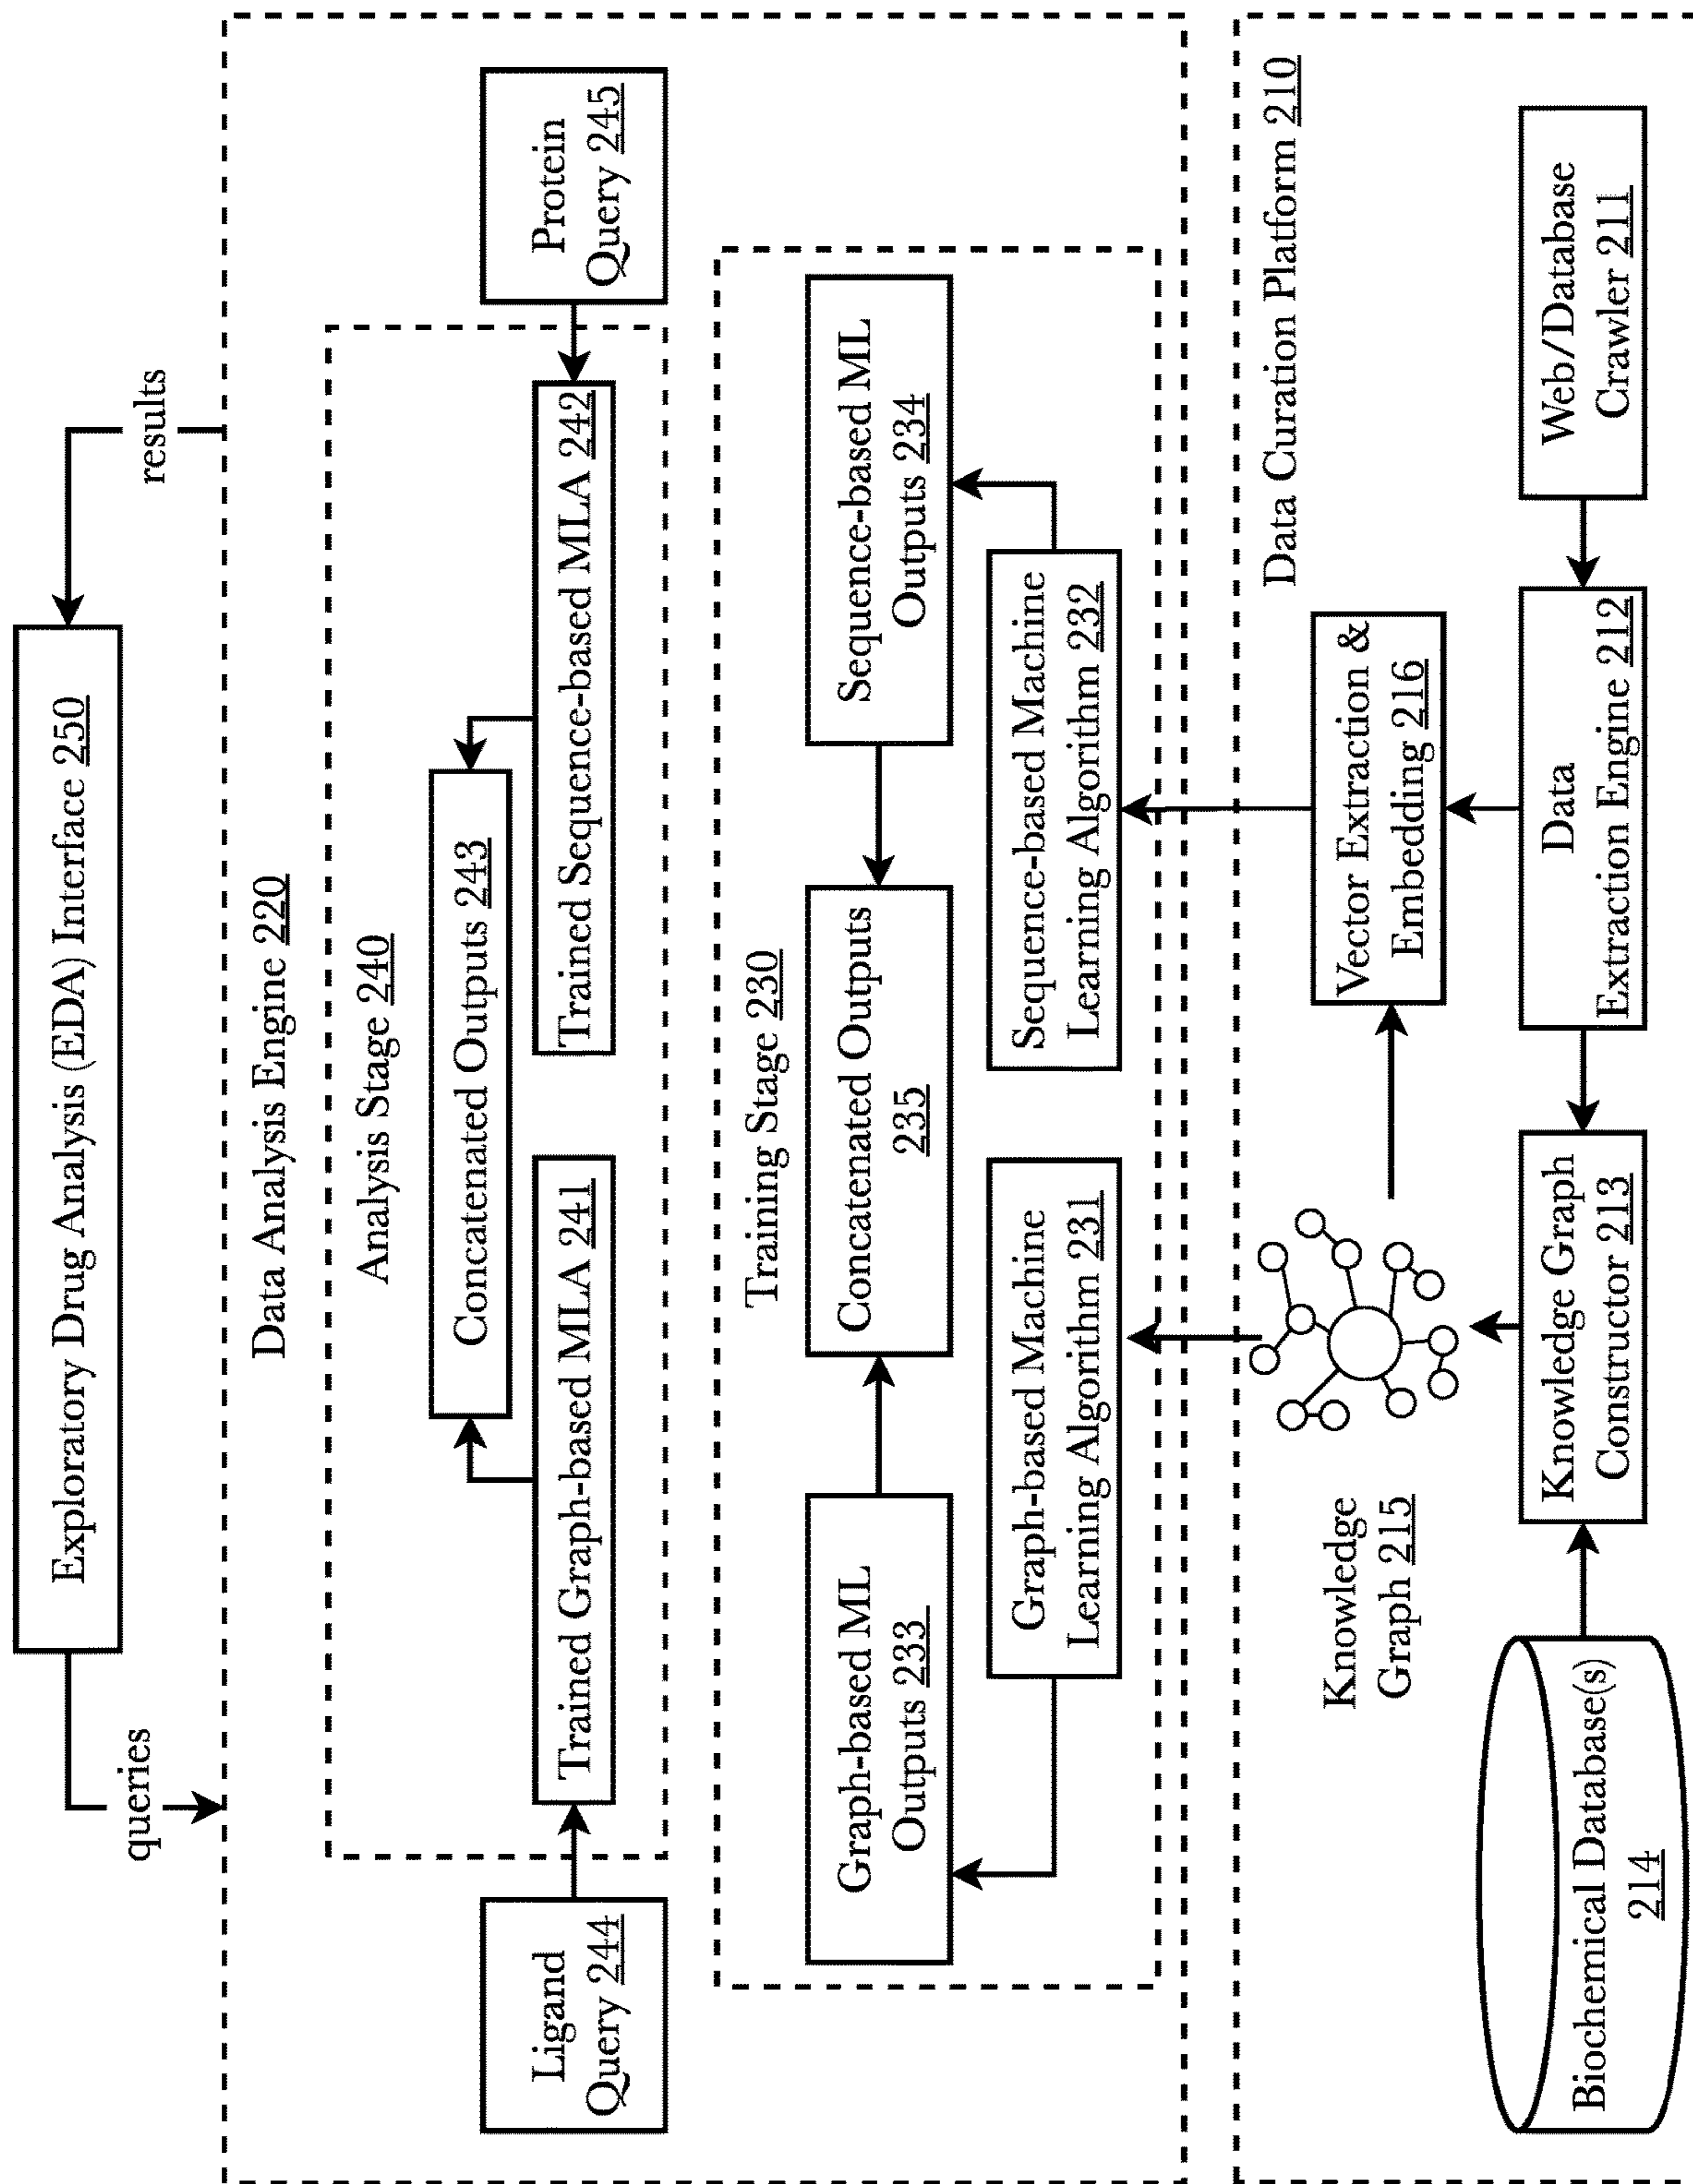 Exploratory Drug Analysis (EDA) Interface 250
queries
results
Data Analysis Engine 220
Analysis Stage 240
Concatenated Outputs 243
Ligand
Query 244
Trained Graph-based MLA 241
Trained Sequence-based MLA 242
Protein
Query 245
Training Stage 230
Graph-based ML
Outputs 233
Concatenated Outputs
235
Sequence-based ML
Outputs 234
Graph-based Machine
Learning Algorithm 231
Sequence-based Machine
Learning Algorithm 232
Data Curation Platform 210
Knowledge
Graph 215
Vector Extraction &
Embedding 216
Biochemical Database(s)
214
Knowledge Graph
Constructor 213
Data
Extraction Engine 212
Web/Database
Crawler 211